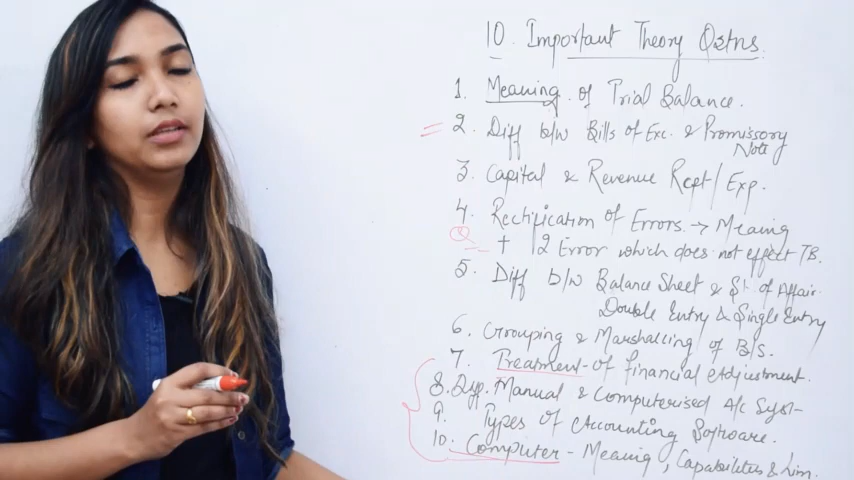 10. Important Theory Qstns.
1. Meaning of Trial Balance.
2. Diff b/w Bills of Exc. & Promissory
Note
3. Capital & Revenue Rcpt/Exp.
4. Rectification of Errors → Meaing
+ 2 Error which does not effect TB.
5. Diff b/w Balance Sheet & St. of Affair.
Double Entry & Single Entry
6. Grouping & Marshalling of B/S.
7. Treatment of financial Adjustment.
8. Manual & Computerised A/c Syst-
9. Types of Accounting Software.
10. Computer - Meaning, Capabilities & Lim.